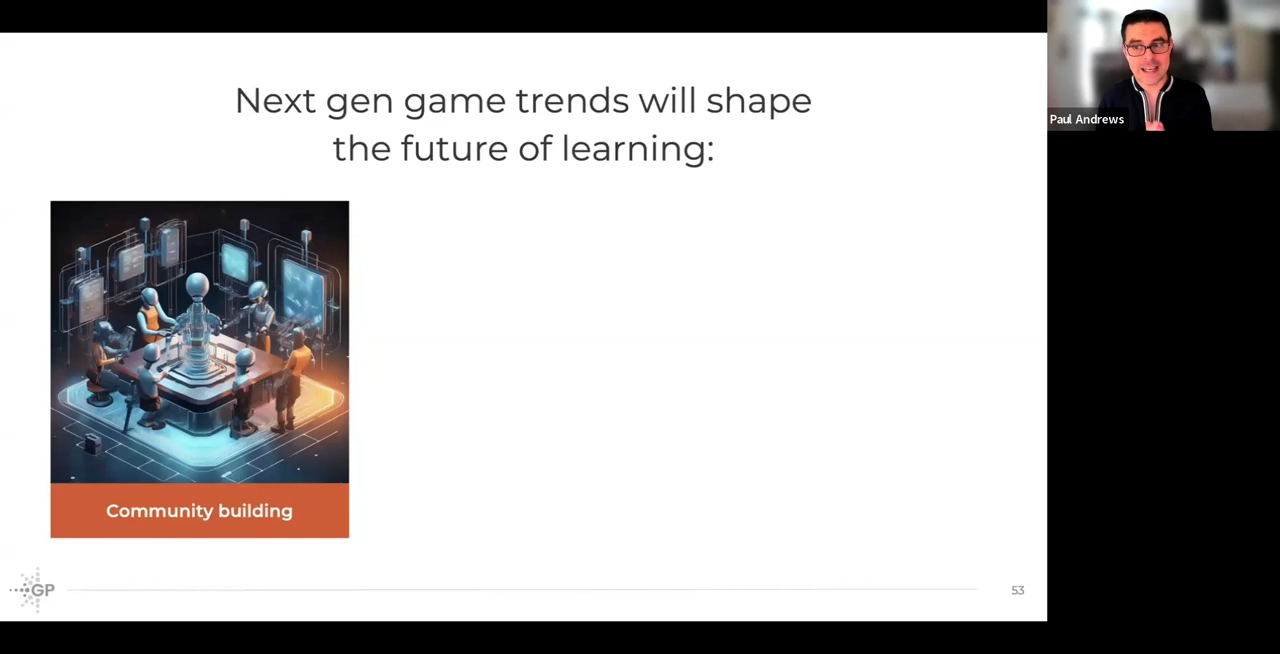 Next gen game trends will shape
the future of learning:
Paul Andrews
Community building
GP
53